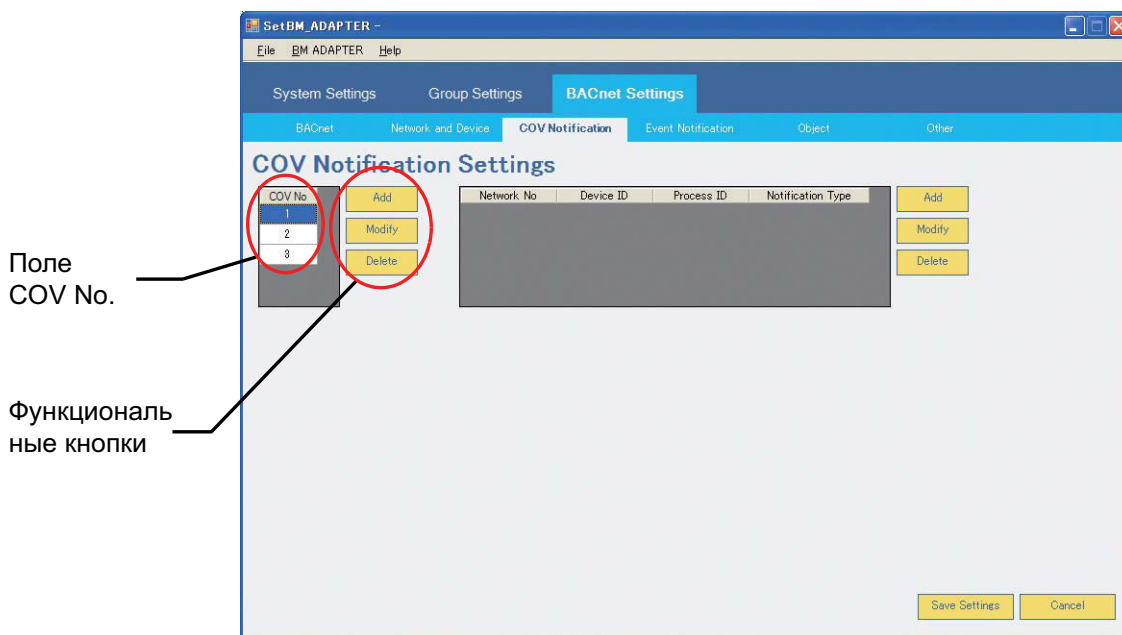 SetBM_ADAPTER -
File BM ADAPTER Help
System Settings Group Settings BACnet Settings
BACnet Network and Device COV Notification Event Notification Object Other
COV Notification Settings
COV No Add Network No Device ID Process ID Notification Type Add
1
2 Modify Modify
3 Delete Delete
Поле
COV No.
Функциональ
ные кнопки
Save Settings Cancel